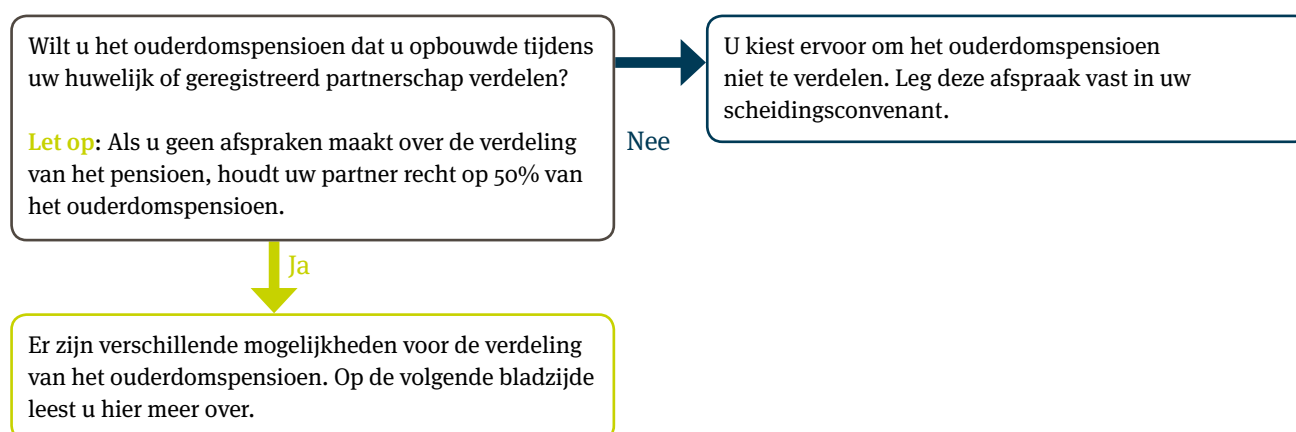 Wilt u het ouderdomspensioen dat u opbouwde tijdens
uw huwelijk of geregistreerd partnerschap verdelen?
Let op: Als u geen afspraken maakt over de verdeling
van het pensioen, houdt uw partner recht op 50% van
het ouderdomspensioen.
Nee
U kiest ervoor om het ouderdomspensioen
niet te verdelen. Leg deze afspraak vast in uw
scheidingsconvenant.
Ja
Er zijn verschillende mogelijkheden voor de verdeling
van het ouderdomspensioen. Op de volgende bladzijde
leest u hier meer over.